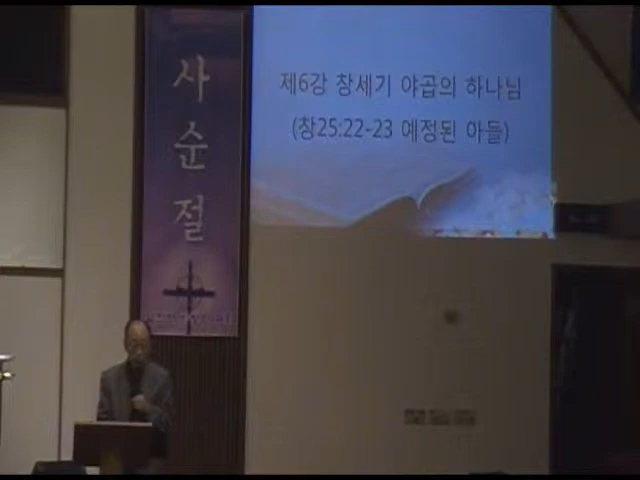 사순절
제6강 창세기 야곱의 하나님
(창25:22-23 예정된 아들)